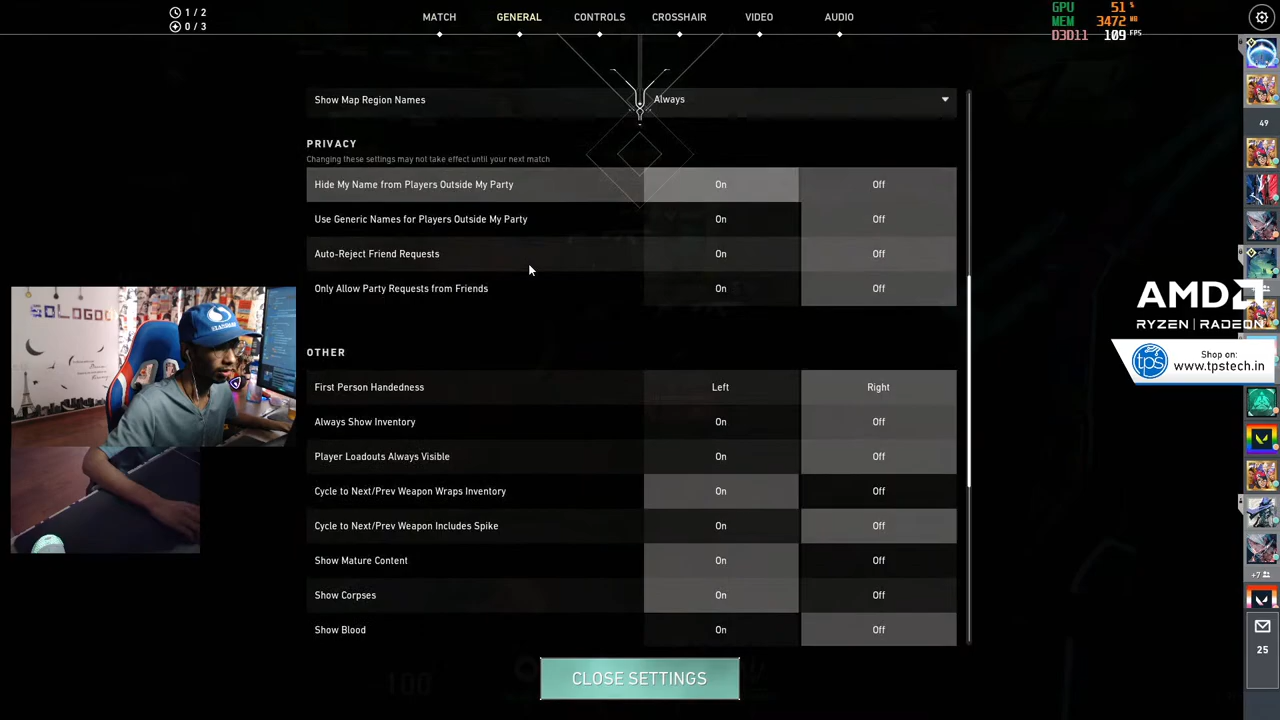 1 / 2
0 / 3
MATCH
GENERAL
CONTROLS
CROSSHAIR
VIDEO
AUDIO
GPU 51 %
MEM 3472 MB
D3D11 109 FPS
Show Map Region Names Always
PRIVACY
Changing these settings may not take effect until your next match
Hide My Name from Players Outside My Party On Off
Use Generic Names for Players Outside My Party On Off
Auto-Reject Friend Requests On Off
Only Allow Party Requests from Friends On Off
OTHER
First Person Handedness Left Right
Always Show Inventory On Off
Player Loadouts Always Visible On Off
Cycle to Next/Prev Weapon Wraps Inventory On Off
Cycle to Next/Prev Weapon Includes Spike On Off
Show Mature Content On Off
Show Corpses On Off
Show Blood On Off
CLOSE SETTINGS
100
49
AMD
RYZEN | RADEON
tps
Shop on:
www.tpstech.in
+7
25